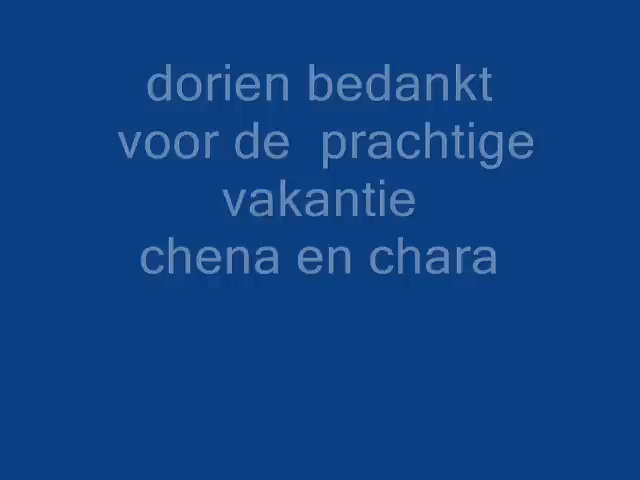 dorien bedankt
voor de  prachtige
vakantie
chena en chara